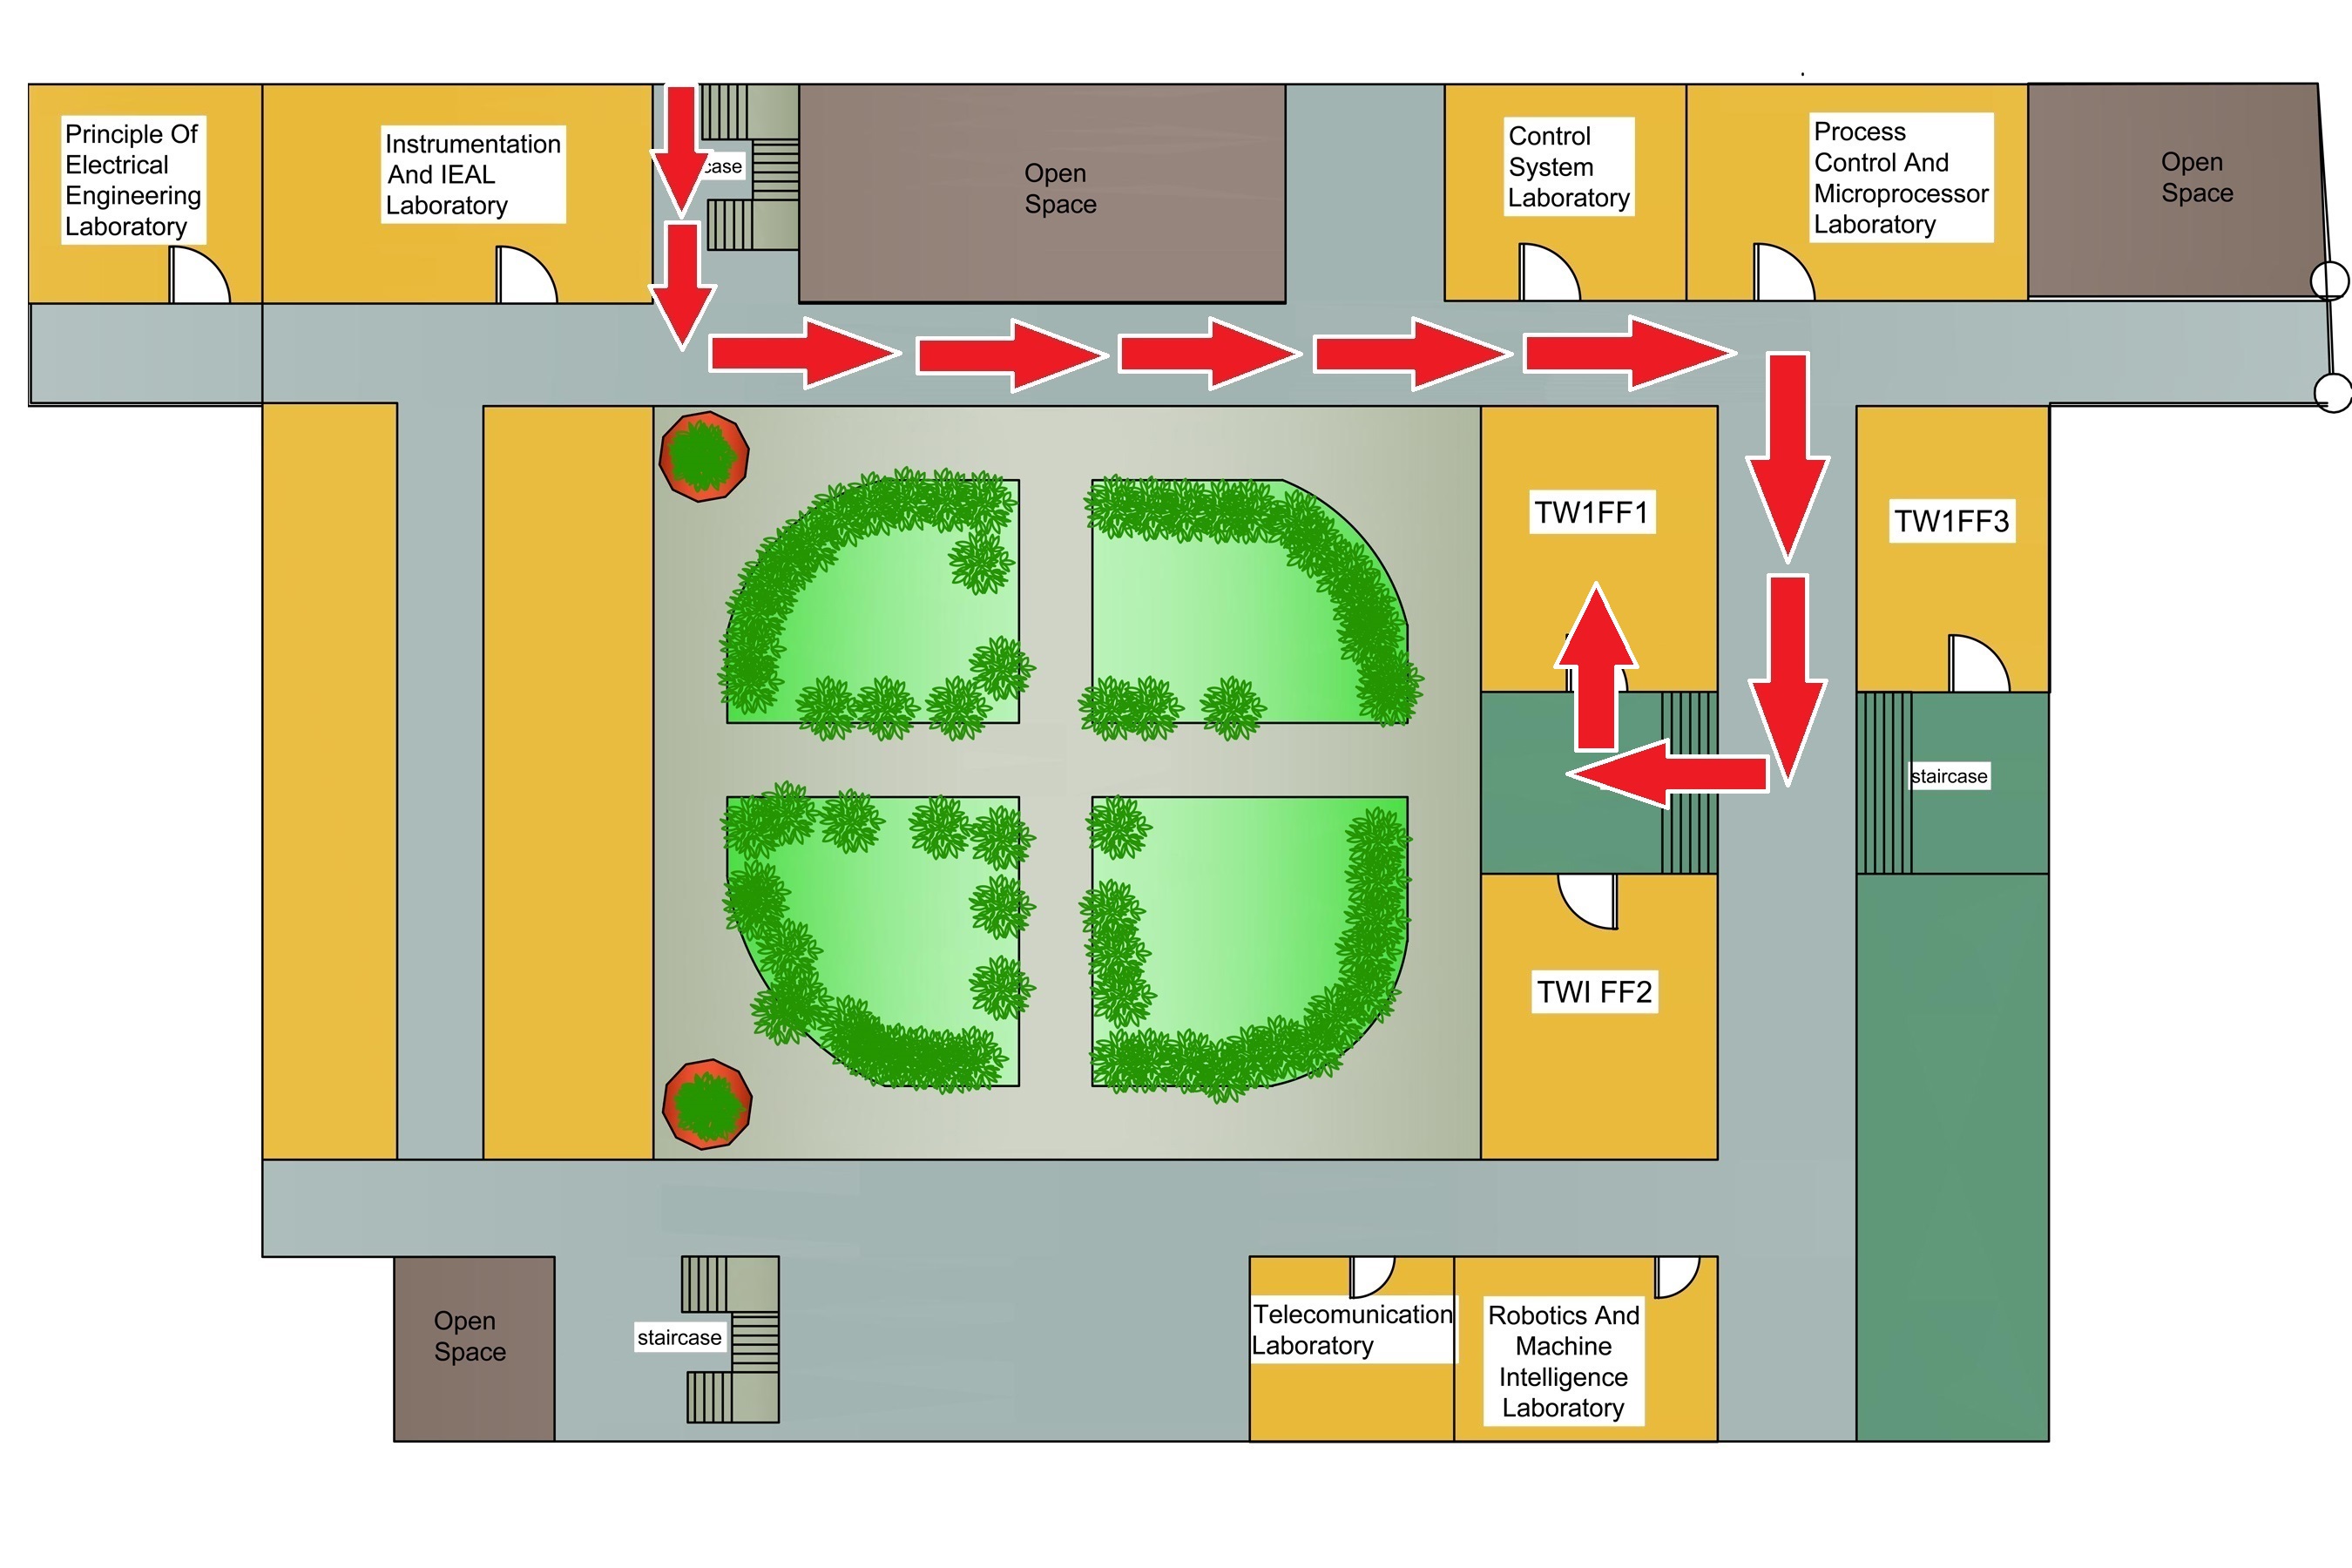 Principle Of
Electrical
Engineering
Laboratory
Instrumentation
And IEAL
Laboratory
case
Open
Space
Control
System
Laboratory
Process
Control And
Microprocessor
Laboratory
Open
Space
TW1FF1
TW1FF3
staircase
TWI FF2
Open
Space
staircase
Telecomunication
Laboratory
Robotics And
Machine
Intelligence
Laboratory